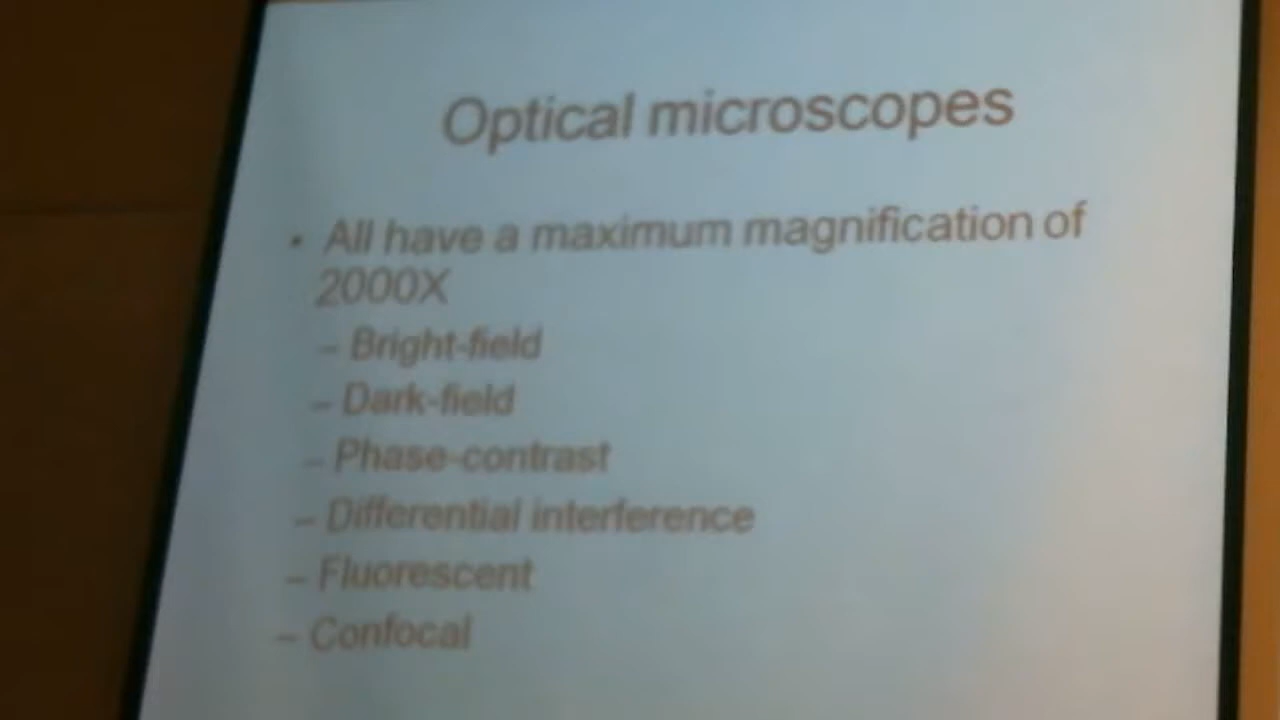 Optical microscopes
• All have a maximum magnification of
2000X
– Bright-field
– Dark-field
– Phase-contrast
– Differential interference
– Fluorescent
– Confocal